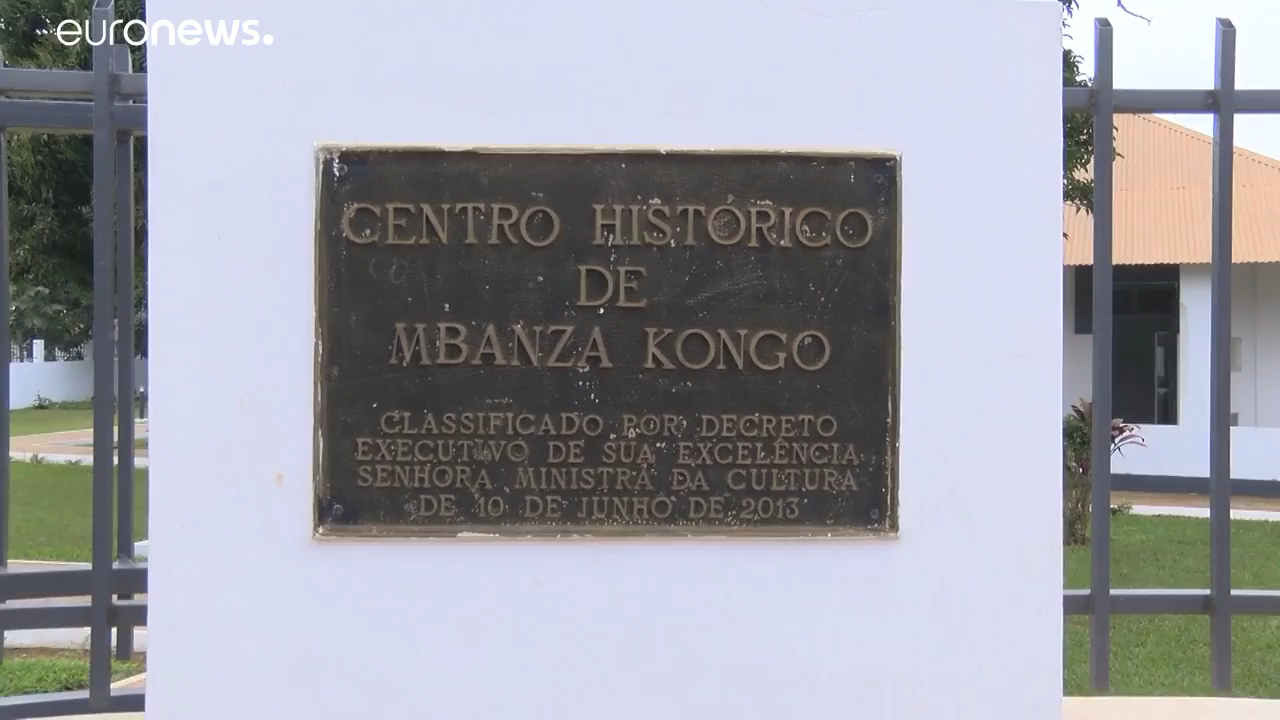 euronews.
CENTRO HISTÓRICO
DE
MBANZA KONGO
CLASSIFICADO POR DECRETO
EXECUTIVO DE SUA EXCELÊNCIA
SENHORA MINISTRA DA CULTURA
DE 10 DE JUNHO DE 2013